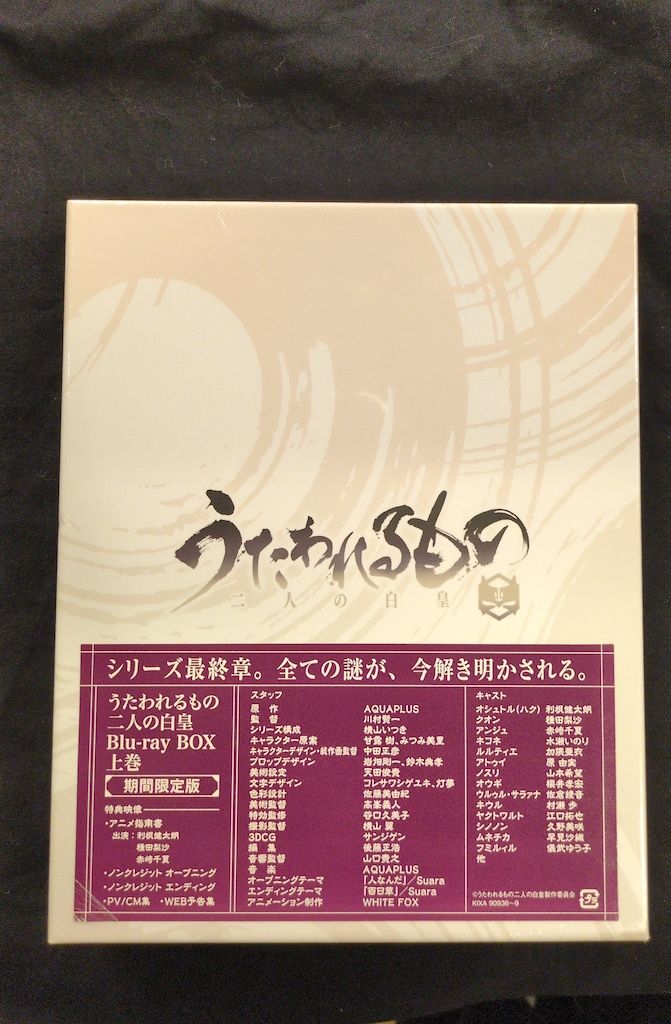 うたわれるもの
二人の白皇
シリーズ最終章。全ての謎が、今解き明かされる。
うたわれるもの
二人の白皇
Blu-ray BOX
上巻
期間限定版
特典映像
・アニメ指南書
出演：利根健太朗
種田梨沙
赤﨑千夏
・ノンクレジット オープニング
・ノンクレジット エンディング
・PV/CM集 ・WEB予告集
スタッフ
原作 AQUAPLUS
監督 川村賢一
シリーズ構成 横山いつき
キャラクター原案 甘露樹、みつみ美里
キャラクターデザイン・総作画監督 中田正彦
プロップデザイン 岩畑剛一、鈴木典孝
美術設定 天田俊貴
文字デザイン コレサワシゲユキ、灯夢
色彩設計 佐藤美由紀
美術監督 高峯義人
特効監修 谷口久美子
撮影監督 横山翼
3DCG サンジゲン
編集 後藤正浩
音響監督 山口貴之
音楽 AQUAPLUS
オープニングテーマ 「人なんだ」／Suara
エンディングテーマ 「百日草」／Suara
アニメーション制作 WHITE FOX
キャスト
オシュトル(ハク) 利根健太朗
クオン 種田梨沙
アンジュ 赤﨑千夏
ネコネ 水瀬いのり
ルルティエ 加隈亜衣
アトゥイ 原由実
ノスリ 山本希望
オウギ 櫻井孝宏
ウルゥル・サラァナ 佐倉綾音
キウル 村瀬歩
ヤクトワルト 江口拓也
シノノン 久野美咲
ムネチカ 早見沙織
フミルィル 儀武ゆう子
他
©うたわれるもの二人の白皇製作委員会
KIXA 90936~9